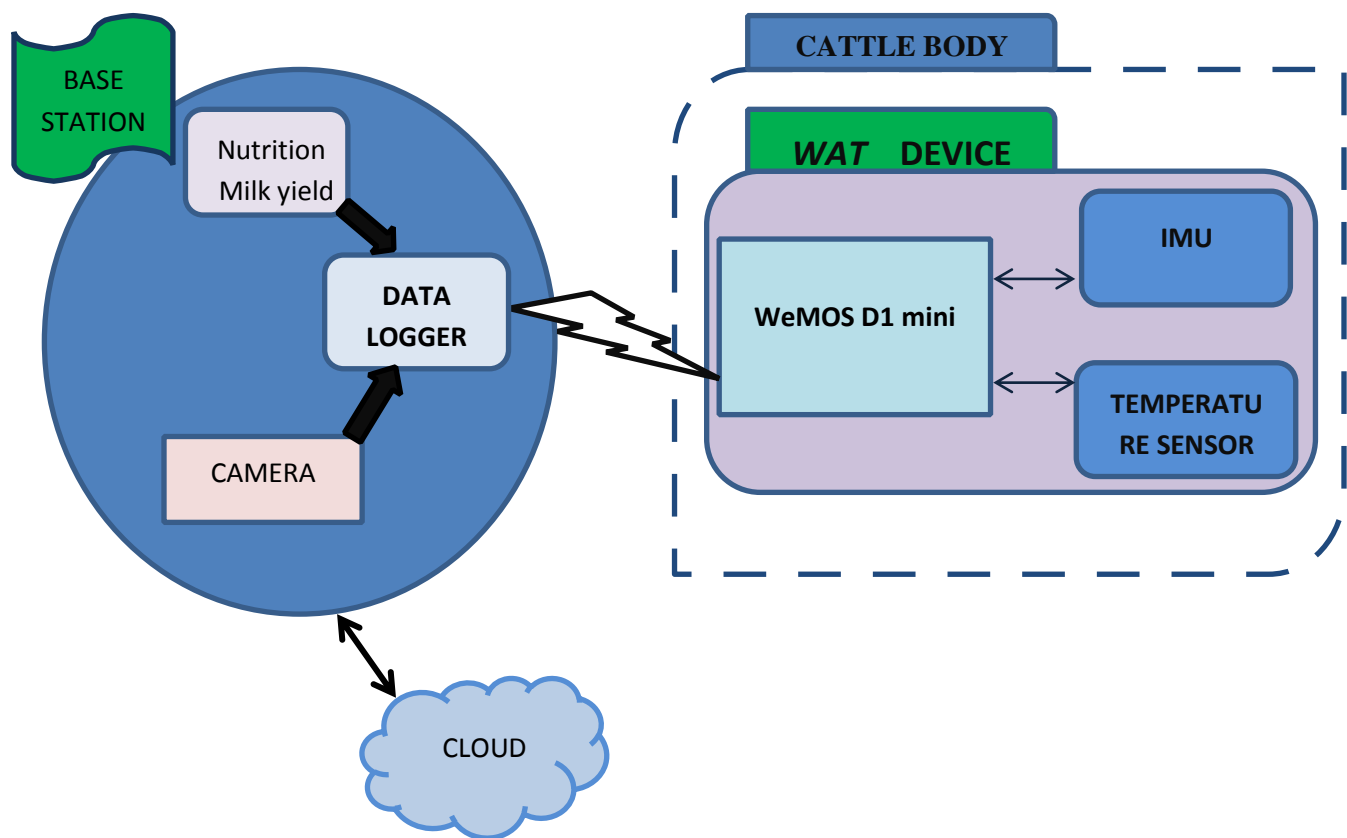 BASE
STATION
Nutrition
Milk yield
DATA
LOGGER
CAMERA
CLOUD
CATTLE BODY
WAT DEVICE
WeMOS D1 mini
IMU
TEMPERATU
RE SENSOR